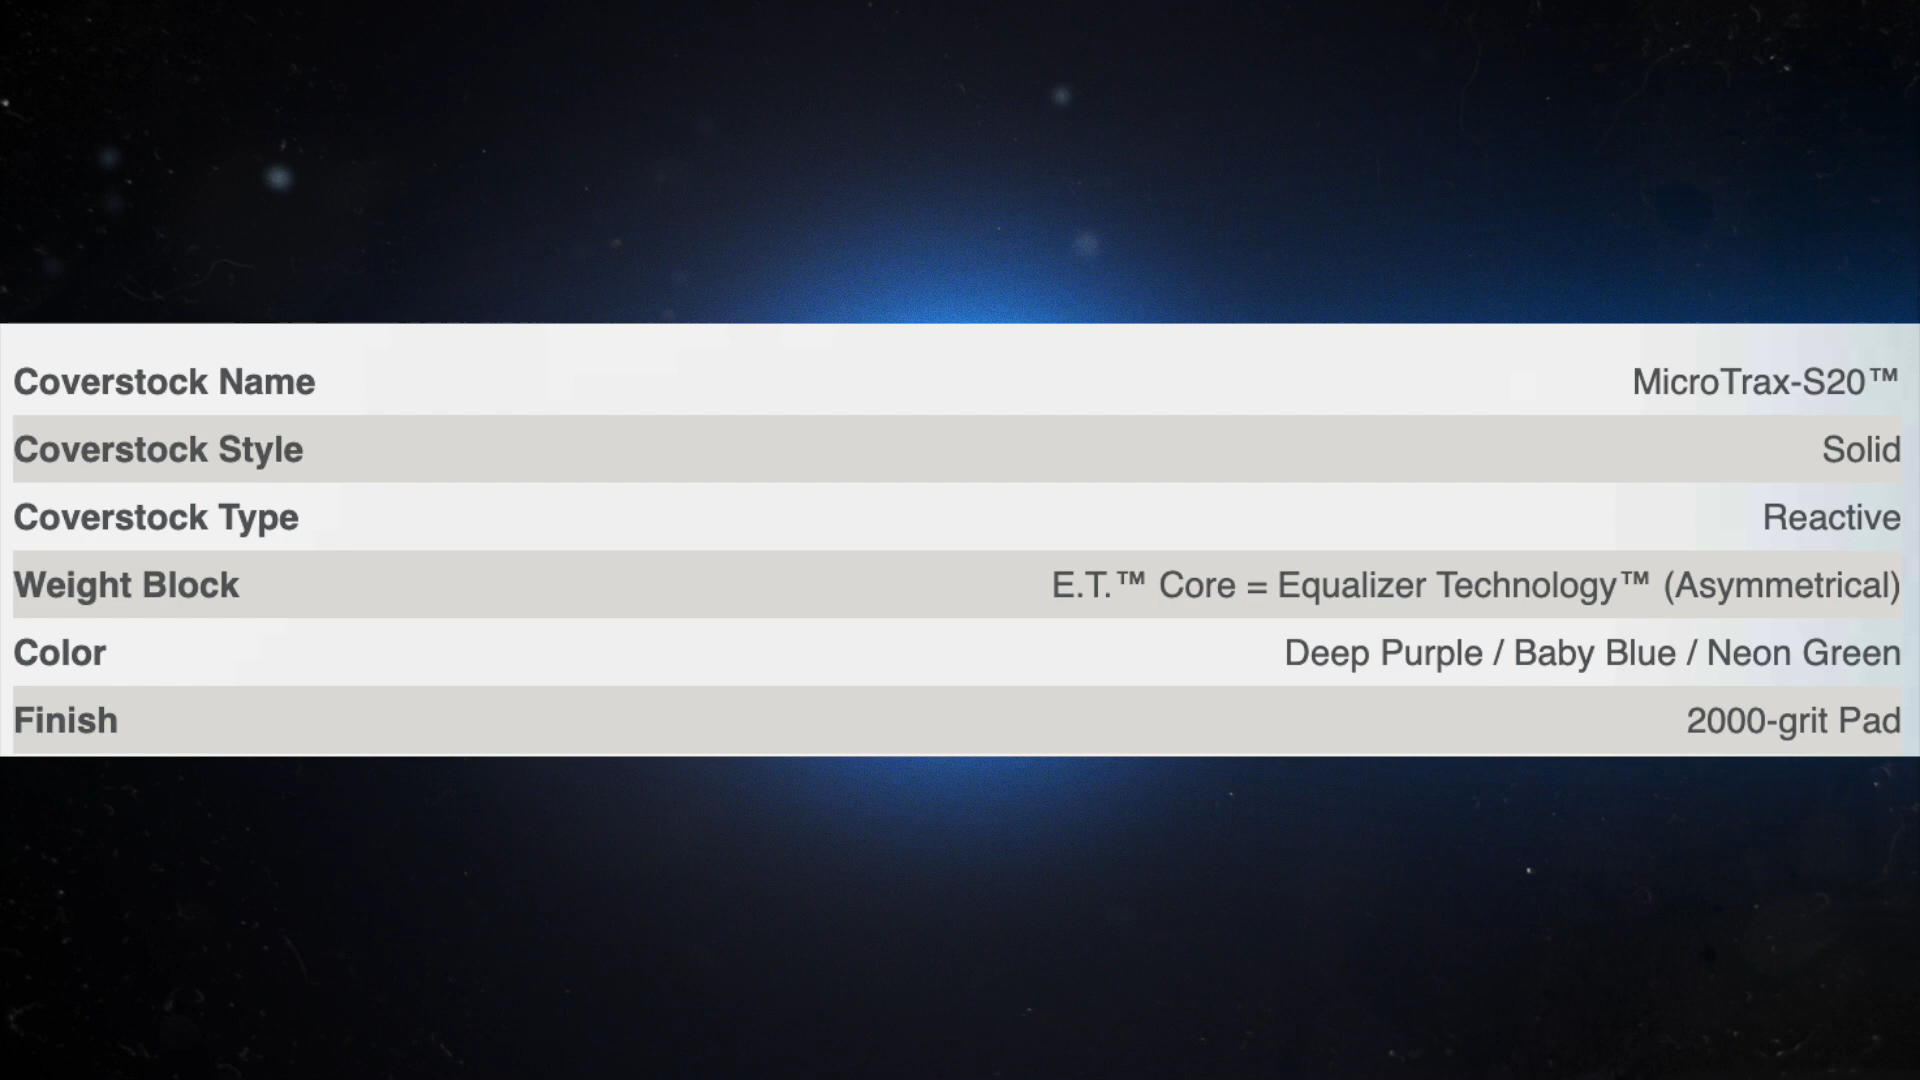 Coverstock Name MicroTrax-S20™
Coverstock Style Solid
Coverstock Type Reactive
Weight Block E.T.™ Core = Equalizer Technology™ (Asymmetrical)
Color Deep Purple / Baby Blue / Neon Green
Finish 2000-grit Pad